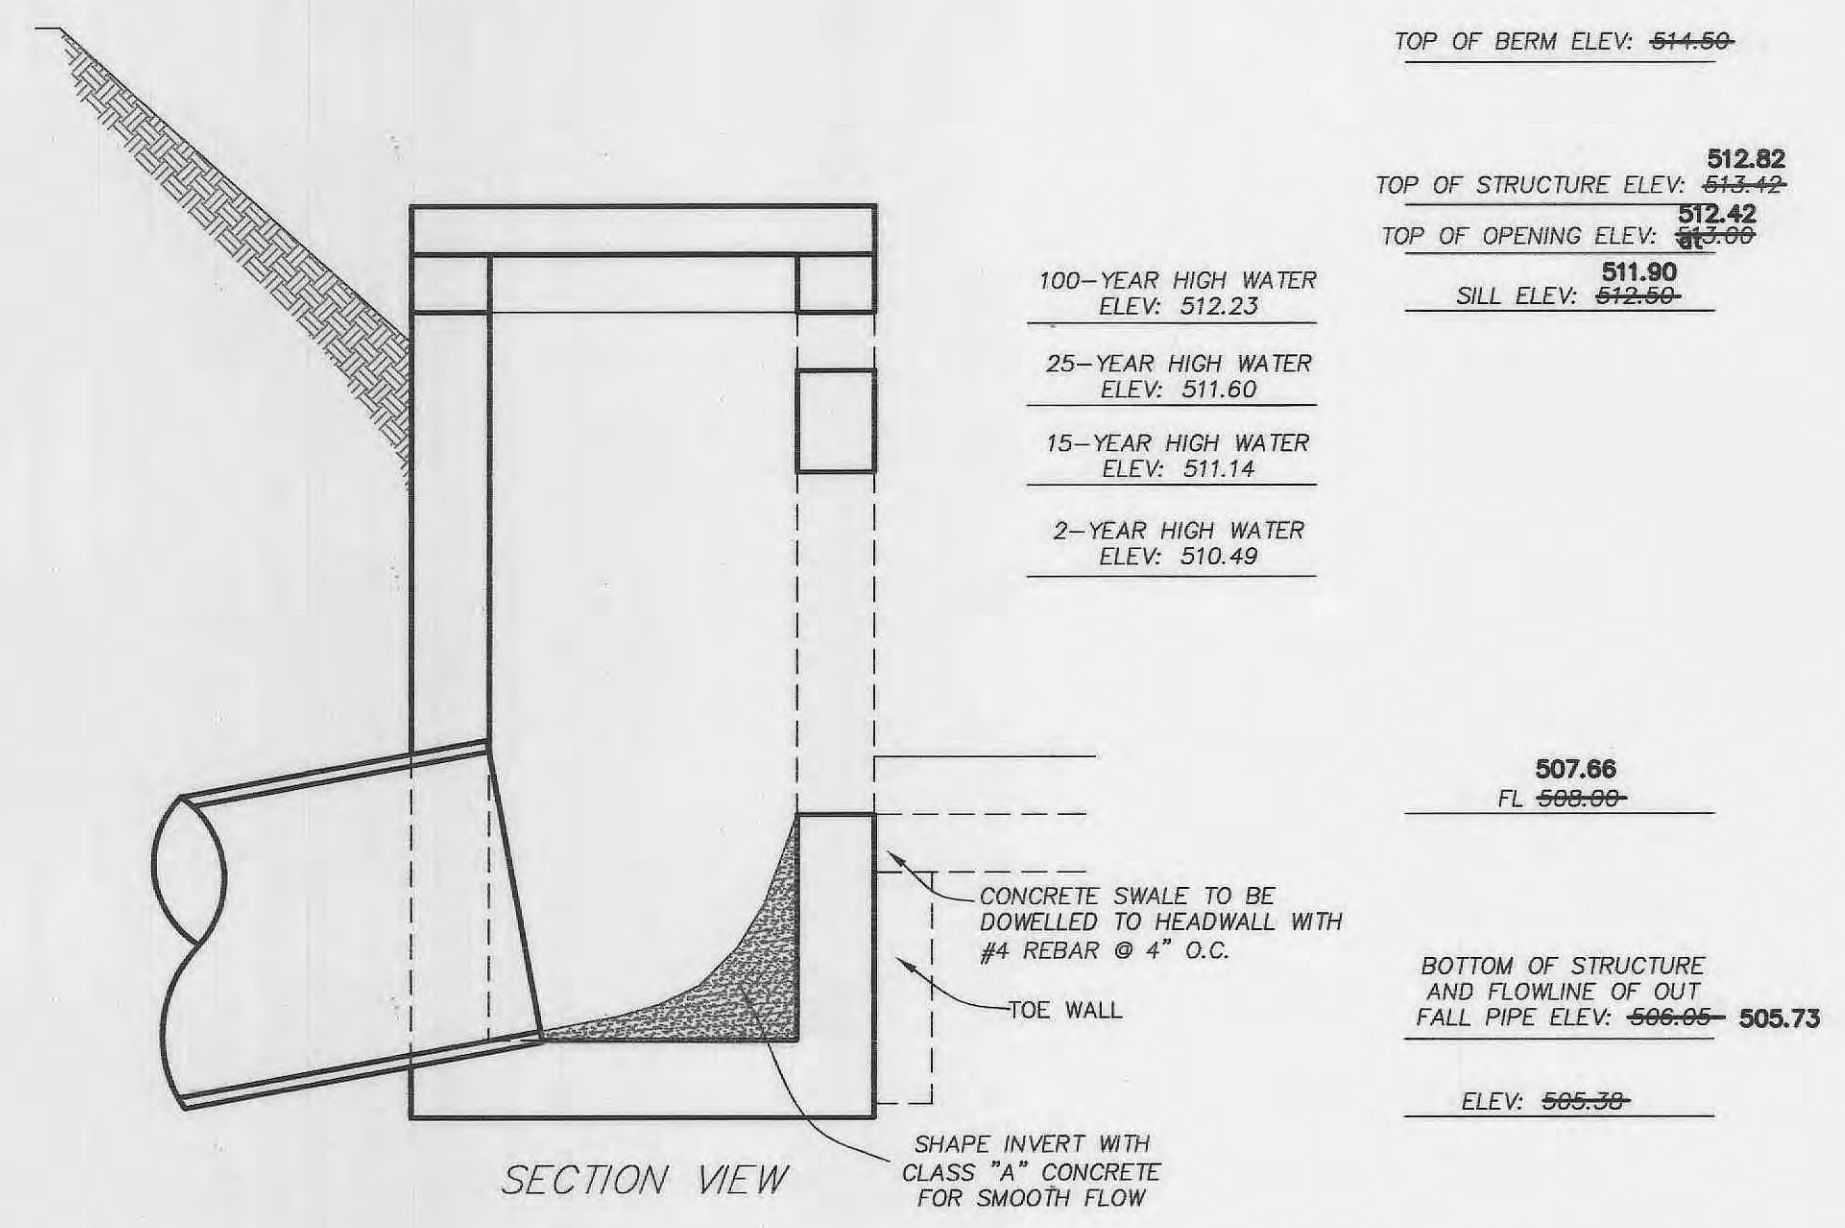 TOP OF BERM ELEV: 514.50
512.82
TOP OF STRUCTURE ELEV: 513.42
512.42
TOP OF OPENING ELEV: 513.00
at
511.90
SILL ELEV: 512.50
100-YEAR HIGH WATER
ELEV: 512.23
25-YEAR HIGH WATER
ELEV: 511.60
15-YEAR HIGH WATER
ELEV: 511.14
2-YEAR HIGH WATER
ELEV: 510.49
507.66
FL 508.00
CONCRETE SWALE TO BE
DOWELLED TO HEADWALL WITH
#4 REBAR @ 4" O.C.
TOE WALL
BOTTOM OF STRUCTURE
AND FLOWLINE OF OUT
FALL PIPE ELEV: 506.05 505.73
ELEV: 505.38
SHAPE INVERT WITH
CLASS "A" CONCRETE
FOR SMOOTH FLOW
SECTION VIEW